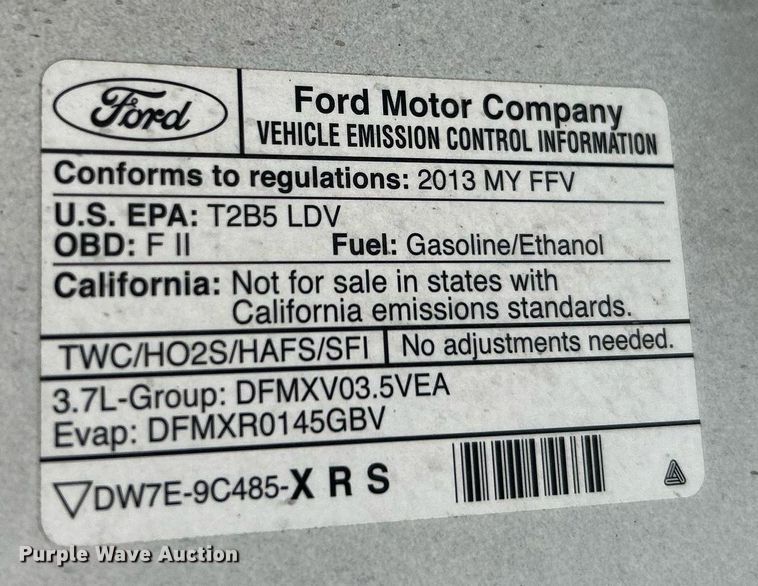 Ford
Ford Motor Company
VEHICLE EMISSION CONTROL INFORMATION
Conforms to regulations: 2013 MY FFV
U.S. EPA: T2B5 LDV
OBD: F II Fuel: Gasoline/Ethanol
California: Not for sale in states with
California emissions standards.
TWC/HO2S/HAFS/SFI No adjustments needed.
3.7L-Group: DFMXV03.5VEA
Evap: DFMXR0145GBV
▽DW7E-9C485-X R S
Purple Wave Auction